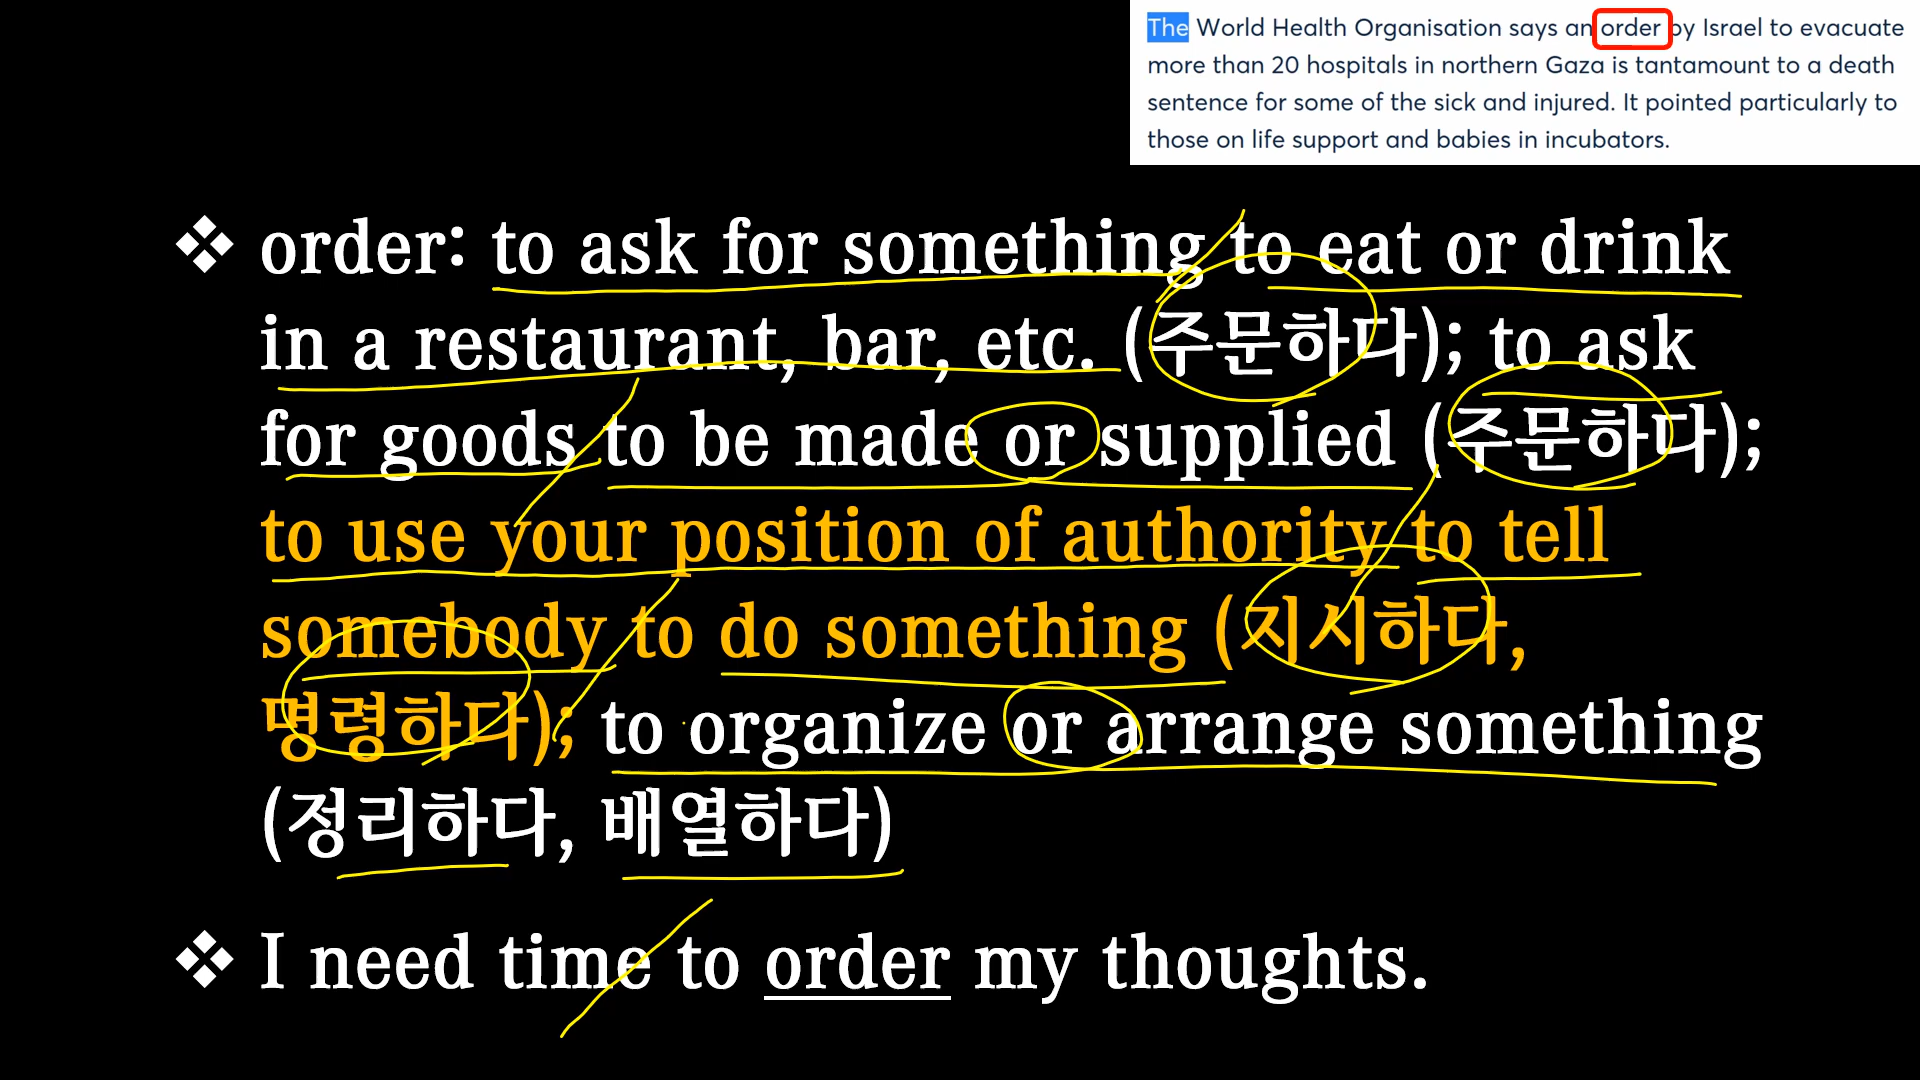 The World Health Organisation says an order by Israel to evacuate
more than 20 hospitals in northern Gaza is tantamount to a death
sentence for some of the sick and injured. It pointed particularly to
those on life support and babies in incubators.
❖ order: to ask for something to eat or drink
in a restaurant, bar, etc. (주문하다); to ask
for goods to be made or supplied (주문하다);
to use your position of authority to tell
somebody to do something (지시하다,
명령하다); to organize or arrange something
(정리하다, 배열하다)
❖ I need time to order my thoughts.